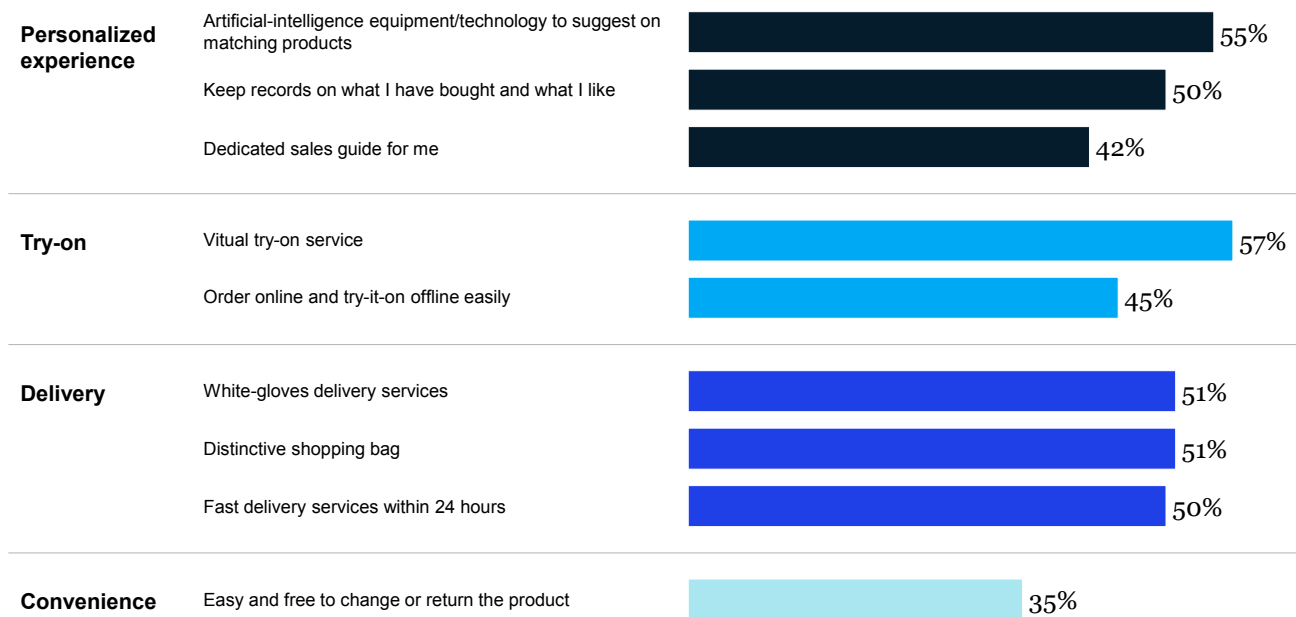 Personalized
experience
Artificial-intelligence equipment/technology to suggest on
matching products
55%
Keep records on what I have bought and what I like
50%
Dedicated sales guide for me
42%
Try-on
Vitual try-on service
57%
Order online and try-it-on offline easily
45%
Delivery
White-gloves delivery services
51%
Distinctive shopping bag
51%
Fast delivery services within 24 hours
50%
Convenience
Easy and free to change or return the product
35%